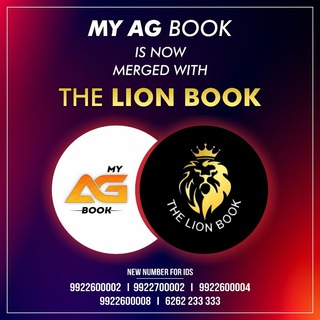 MY AG BOOK
IS NOW
MERGED WITH
THE LION BOOK
MY
AG
BOOK
THE LION BOOK
NEW NUMBER FOR IDS
9922600002 I 9922700002 I 9922600004
9922600008 I 6262 233 333